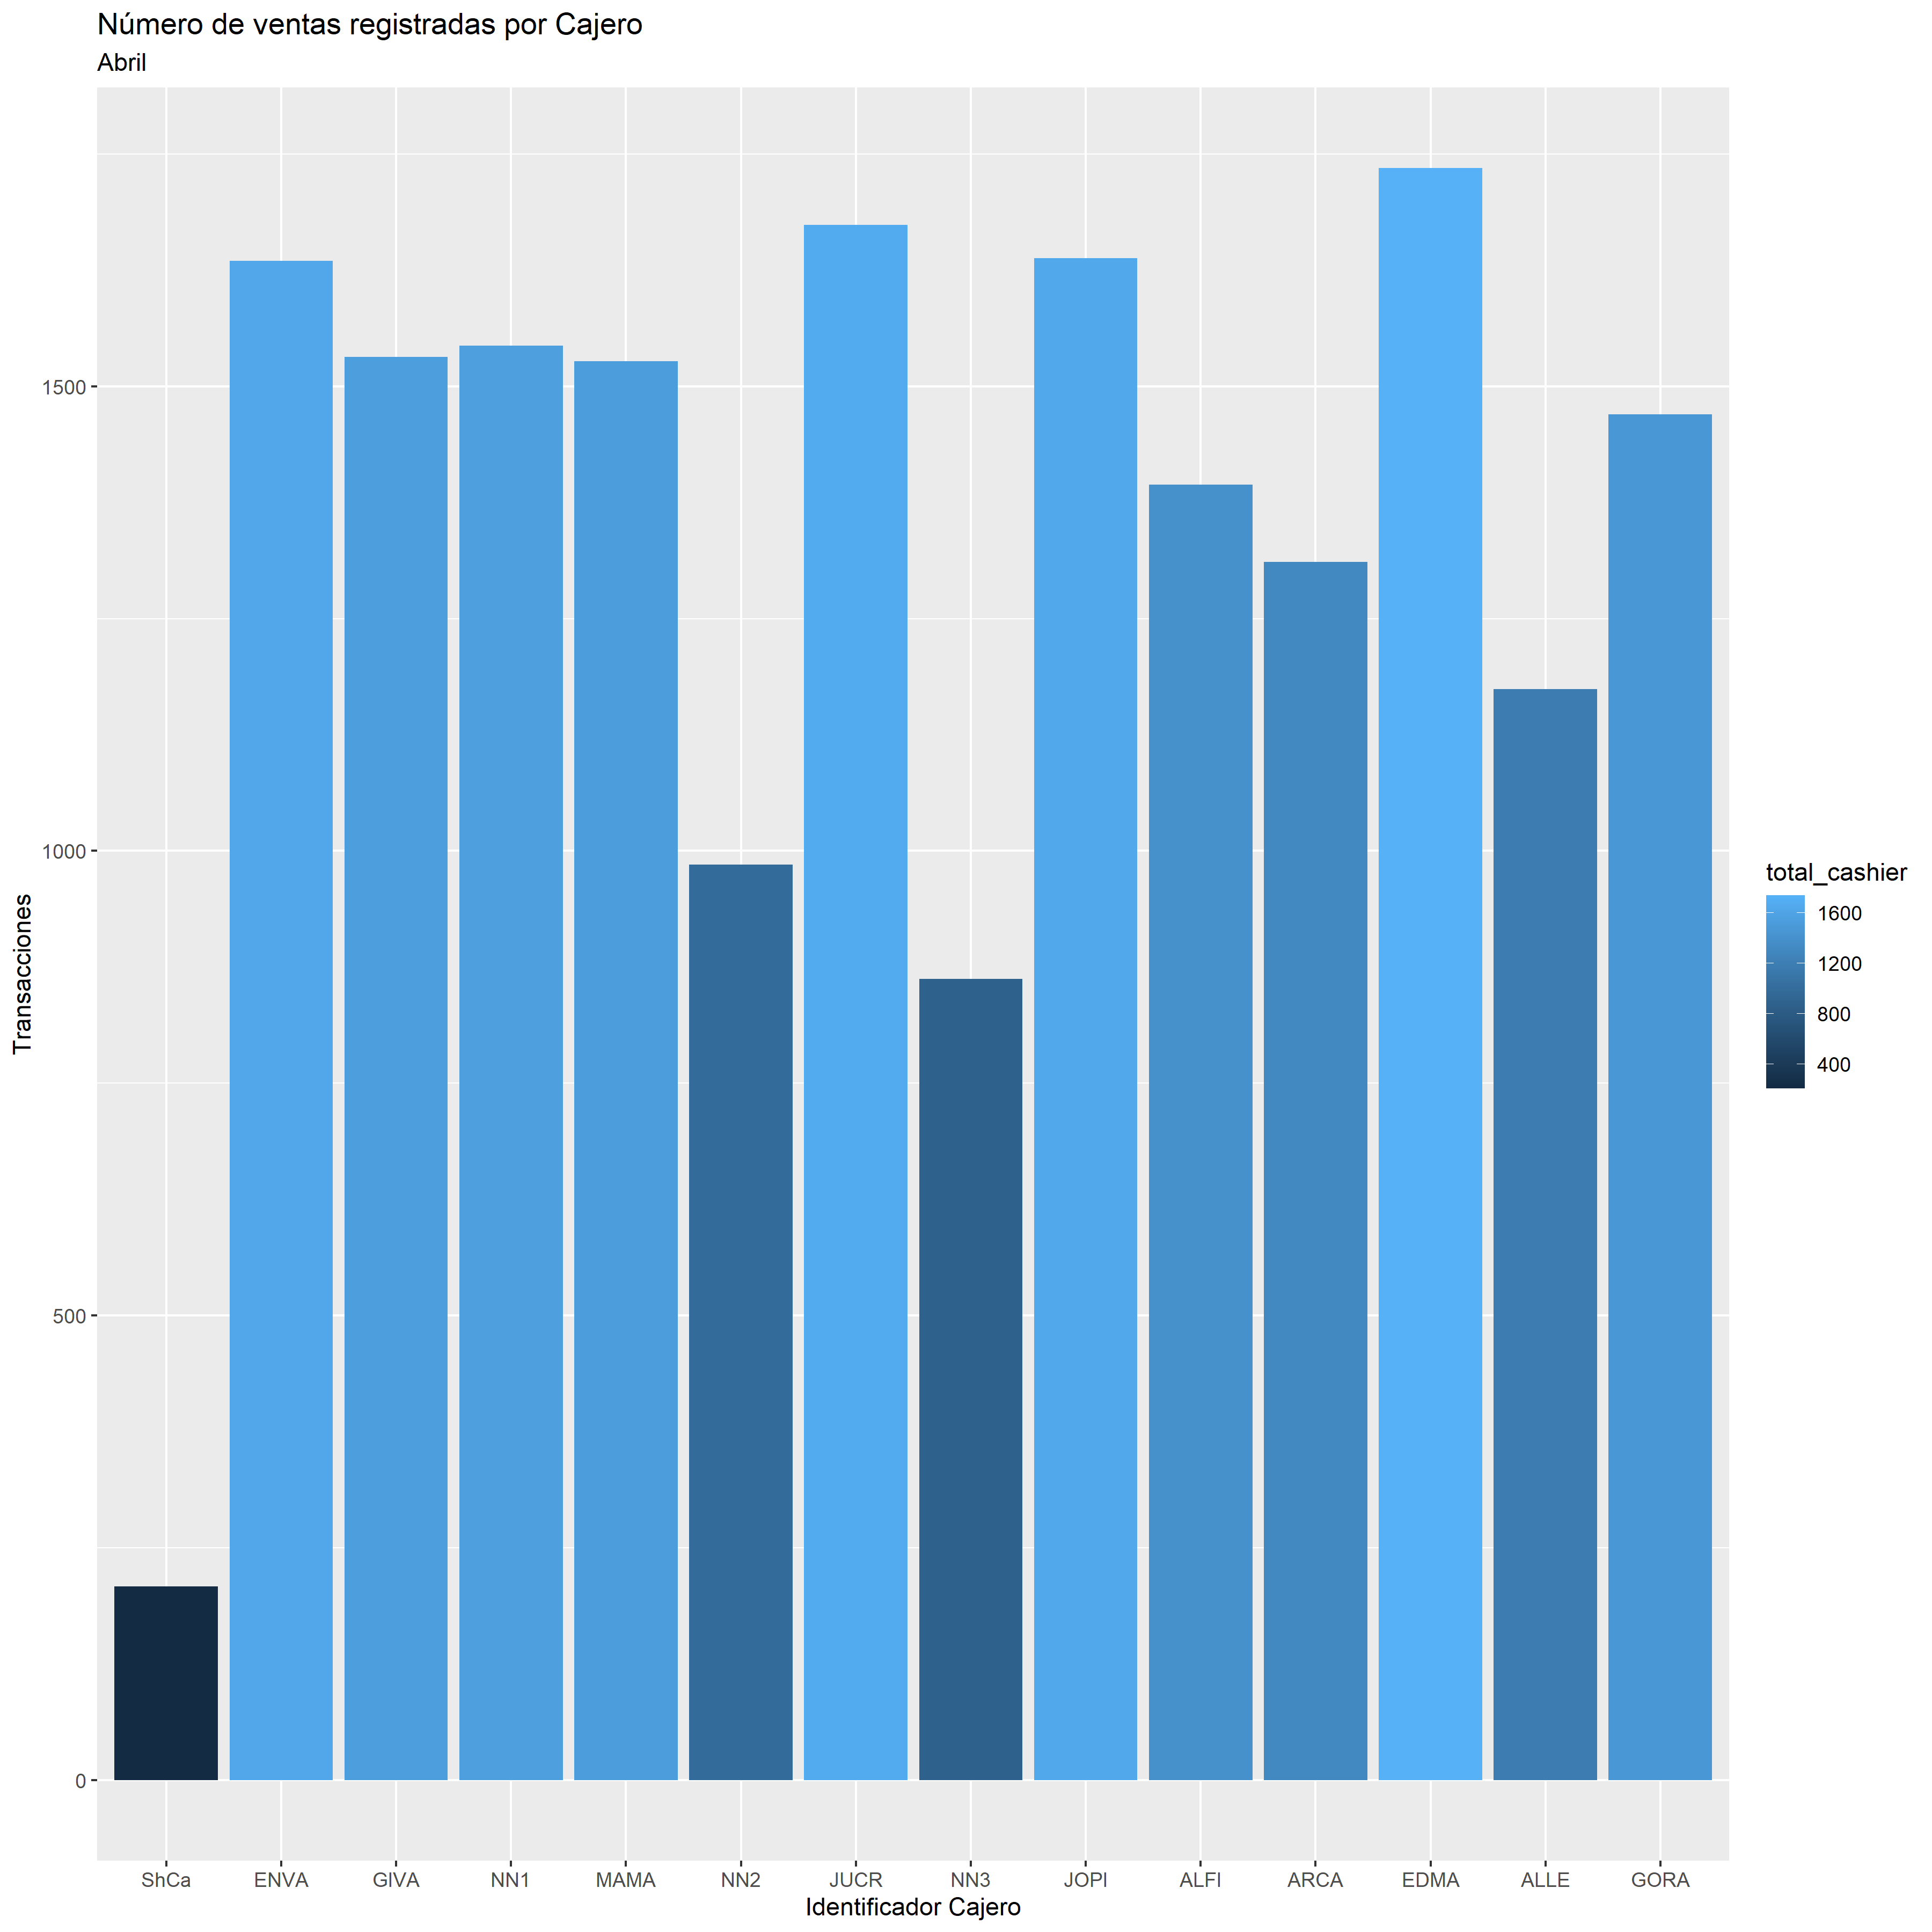 Número de ventas registradas por Cajero
Abril
1500
1000
500
0
Transacciones
ShCa ENVA GIVA NN1 MAMA NN2 JUCR NN3 JOPI ALFI ARCA EDMA ALLE GORA
Identificador Cajero
total_cashier
1600
1200
800
400